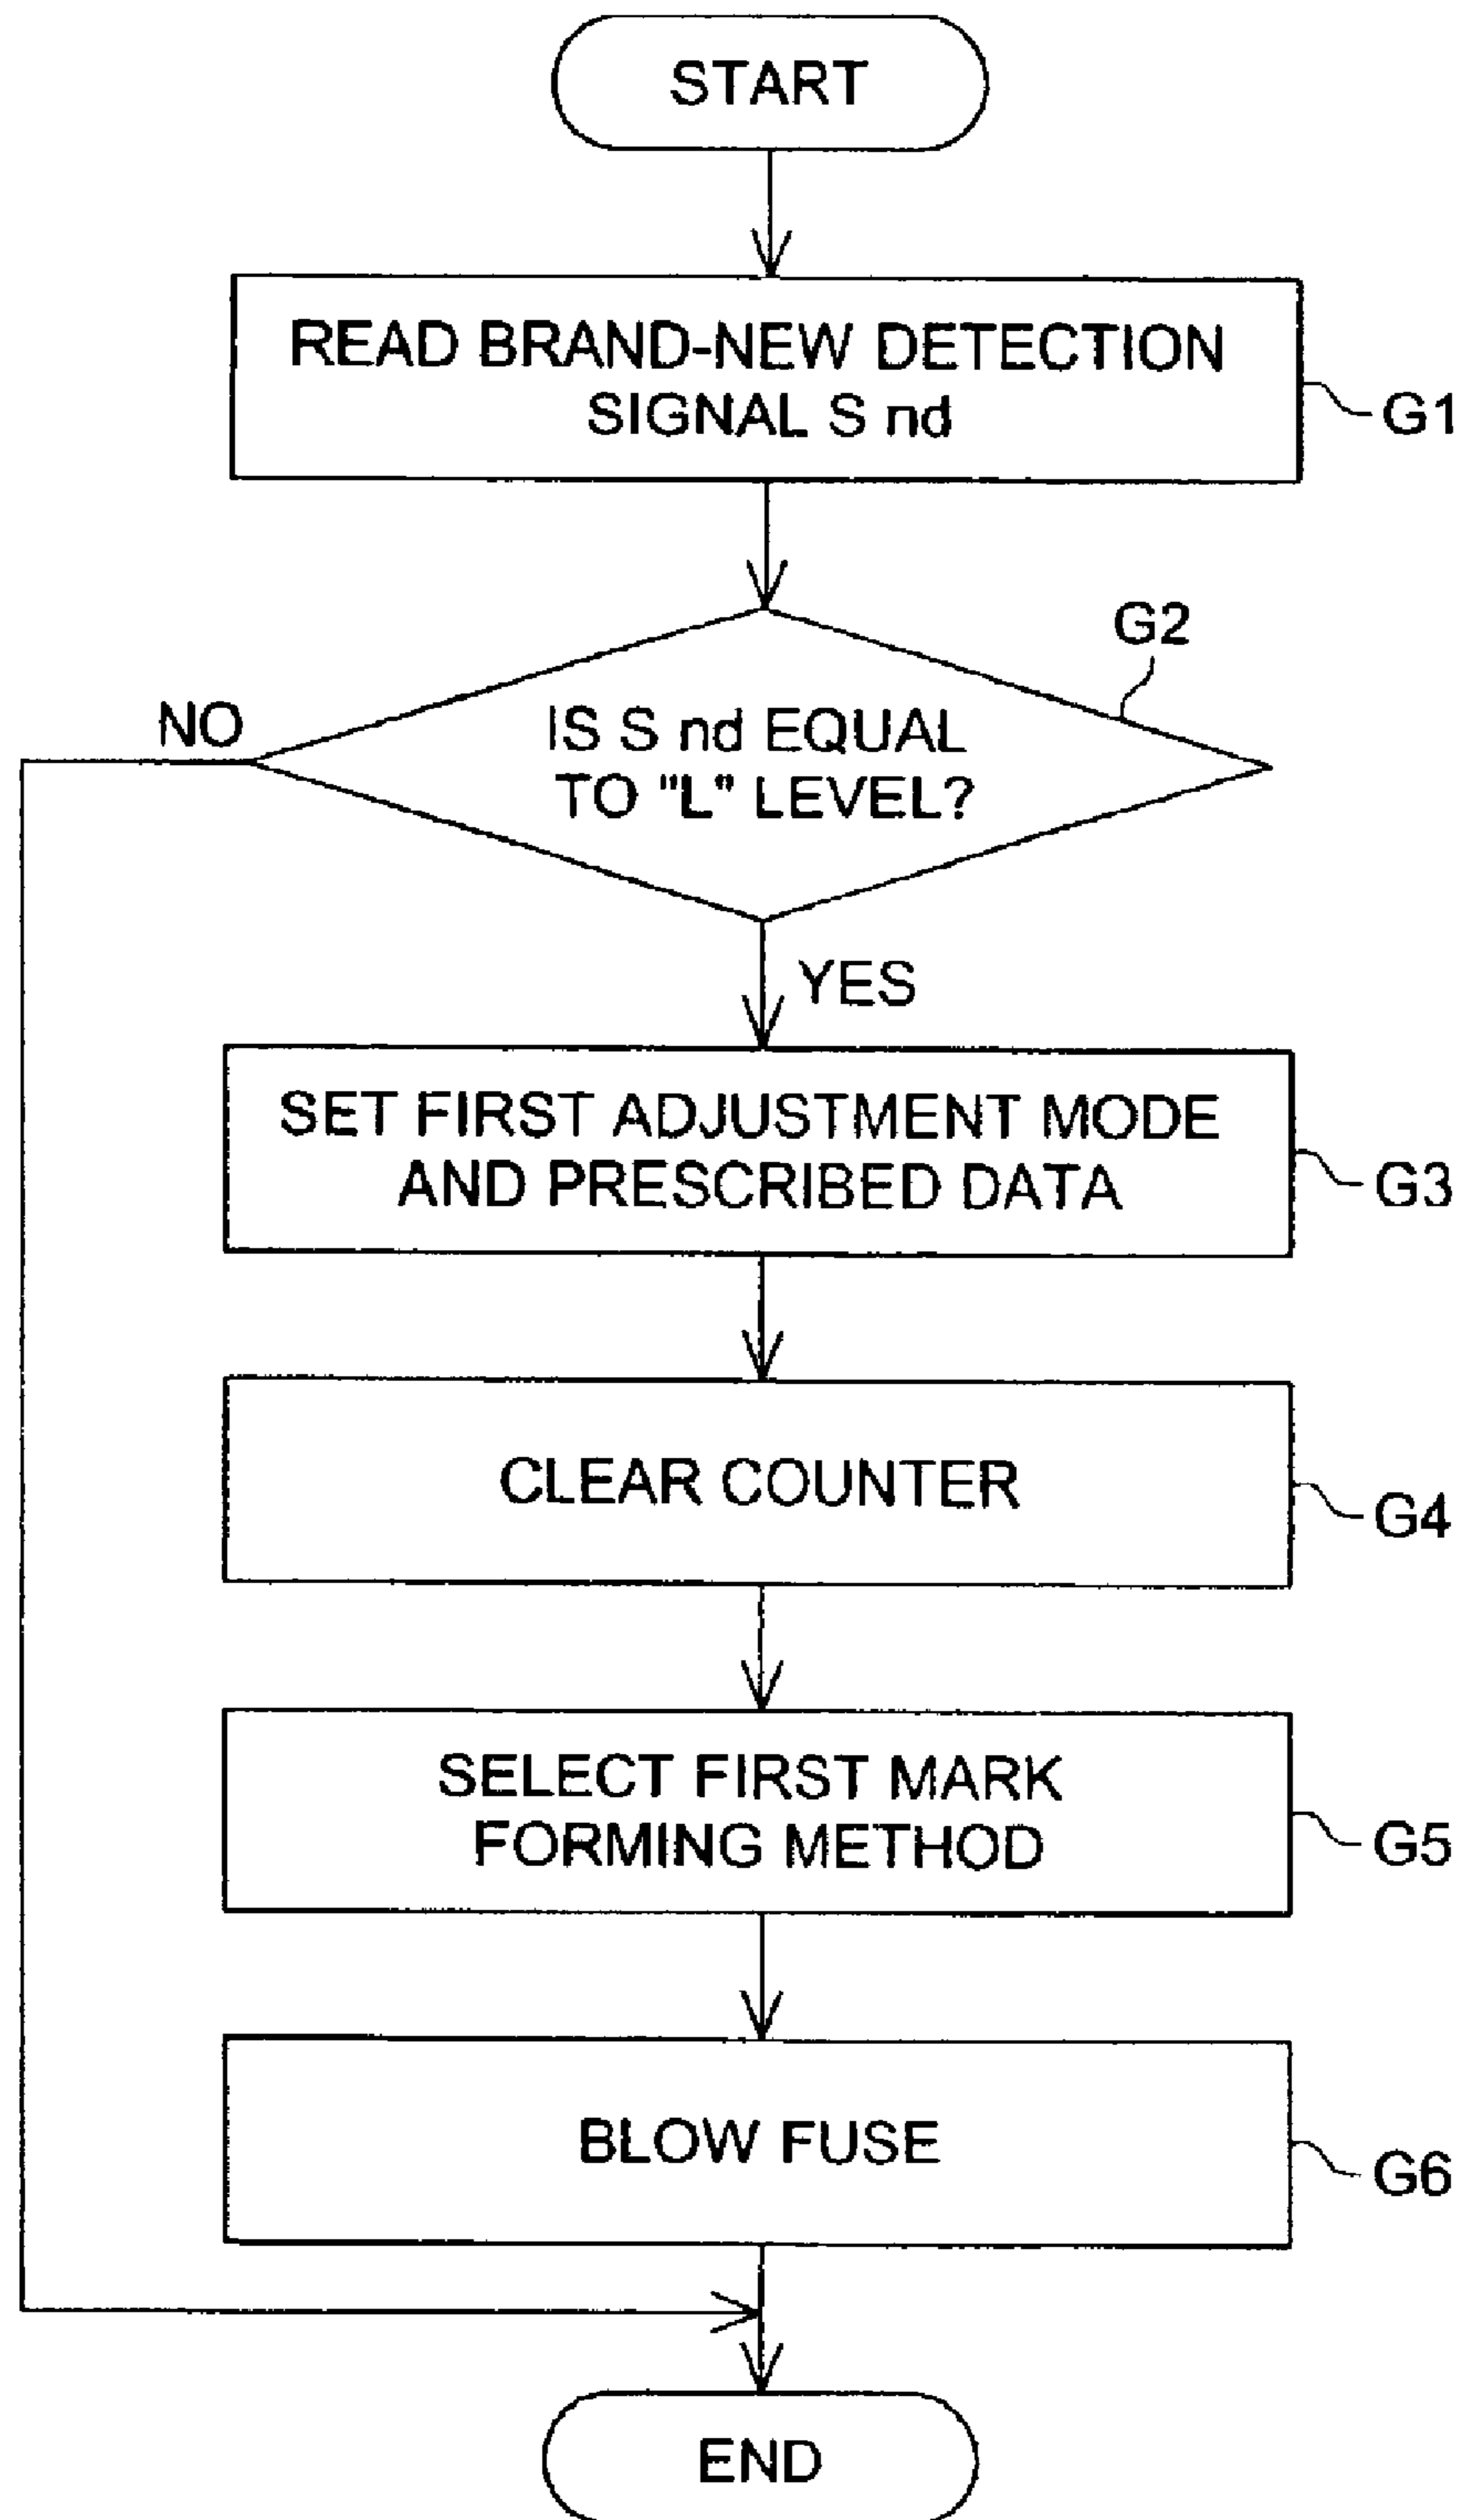 START
READ BRAND-NEW DETECTION
SIGNAL S nd
G1
G2
NO
IS S nd EQUAL
TO "L" LEVEL?
YES
SET FIRST ADJUSTMENT MODE
AND PRESCRIBED DATA
G3
CLEAR COUNTER
G4
SELECT FIRST MARK
FORMING METHOD
G5
BLOW FUSE
G6
END